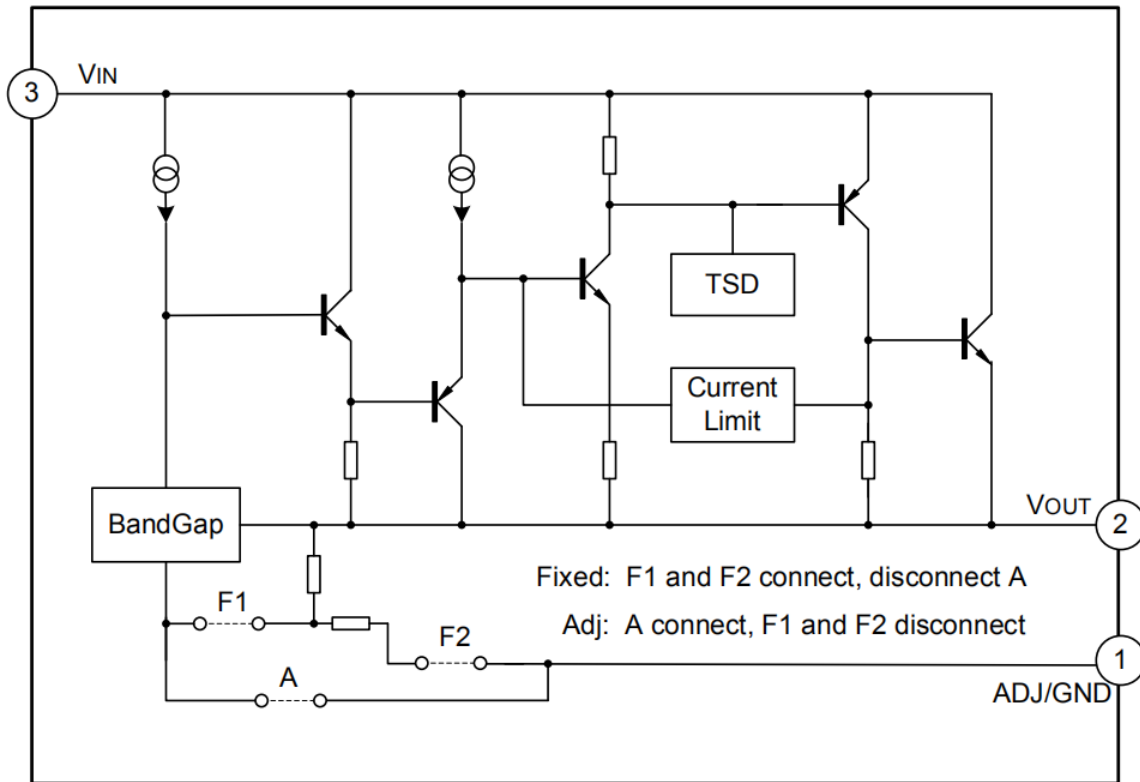 VIN
3
TSD
Current
Limit
BandGap
VOUT
2
Fixed: F1 and F2 connect, disconnect A
F1
Adj: A connect, F1 and F2 disconnect
F2
1
A
ADJ/GND